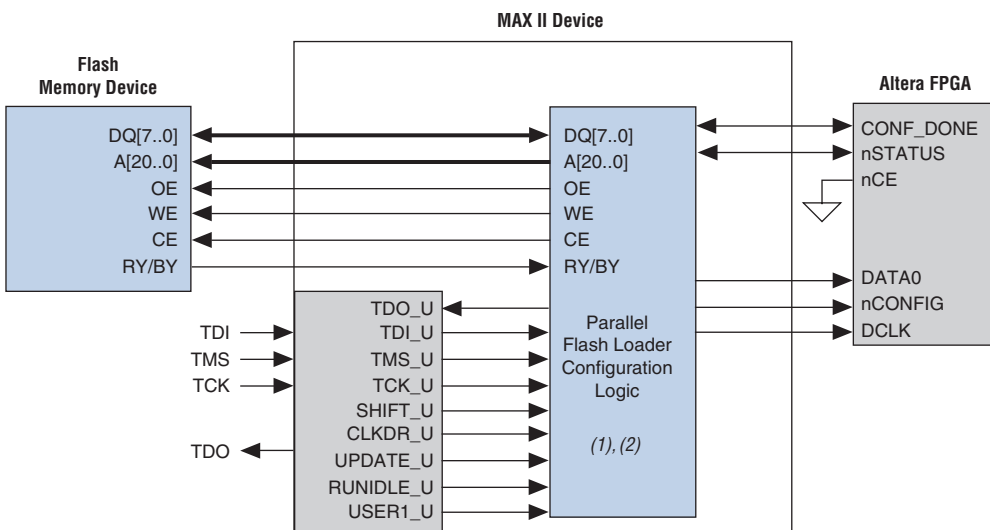 MAX II Device
Flash
Memory Device
Altera FPGA
DQ[7..0]
A[20..0]
OE
WE
CE
RY/BY
DQ[7..0]
A[20..0]
OE
WE
CE
RY/BY
Parallel
Flash Loader
Configuration
Logic
(1), (2)
CONF_DONE
nSTATUS
nCE
DATA0
nCONFIG
DCLK
TDI
TMS
TCK
TDO
TDO_U
TDI_U
TMS_U
TCK_U
SHIFT_U
CLKDR_U
UPDATE_U
RUNIDLE_U
USER1_U